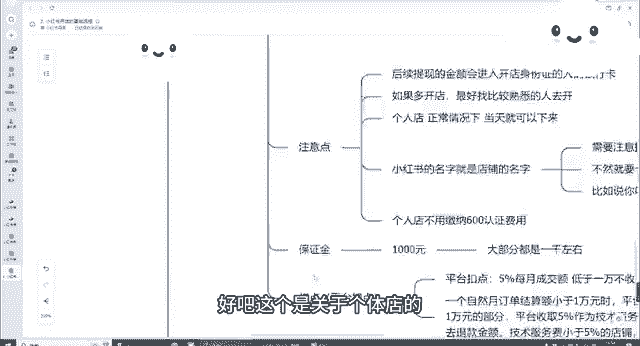 后续提现的金额会进入开店身份证的人的银行卡
如果多开店，最好找比较熟悉的人去开
个人店 正常情况下 当天就可以下来
注意点
需要注意
小红书的名字就是店铺的名字
不然就要一
比如说你
个人店不用缴纳600认证费用
保证金
1000元
大部分都是一千左右
平台扣点：5%每月成交额 低于一万不收
一个自然月订单结算额小于1万元时，平
1万元的部分，平台收取5%作为技术服务
去退款金额，技术服务费小于5%的店铺，
好吧这个是关于个体店的